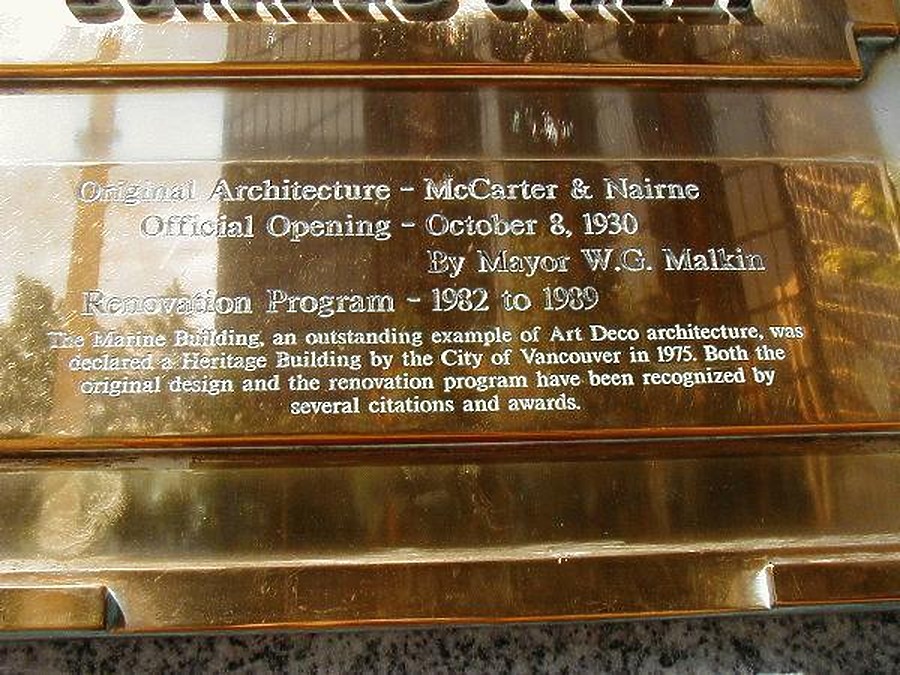 Original Architecture - McCarter & Nairne
Official Opening - October 8, 1930
By Mayor W.G. Malkin
Renovation Program - 1982 to 1989
The Marine Building, an outstanding example of Art Deco architecture, was
declared a Heritage Building by the City of Vancouver in 1975. Both the
original design and the renovation program have been recognized by
several citations and awards.